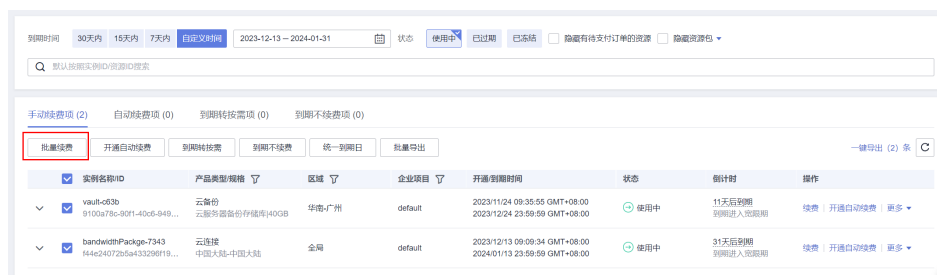 到期时间 30天内 15天内 7天内 自定义时间 2023-12-13 – 2024-01-31 状态 使用中 已过期 已冻结 隐藏有待支付订单的资源 隐藏资源包
默认按照实例ID/资源ID搜索
手动续费项 (2) 自动续费项 (0) 到期转按需项 (0) 到期不续费项 (0)
批量续费 开通自动续费 到期转按需 到期不续费 统一到期日 批量导出 一键导出 (2) 条
实例名称/ID 产品类型/规格 区域 企业项目 开通/到期时间 状态 倒计时 操作
vault-c63b 云备份 华南-广州 default 2023/11/24 09:35:55 GMT+08:00 使用中 11天后到期 续费 开通自动续费 更多
9100a78c-90f1-40c6-949... 云服务器备份存储库|40GB 2023/12/24 23:59:59 GMT+08:00 到期进入宽限期
bandwidthPackge-7343 云连接 全局 default 2023/12/13 09:09:34 GMT+08:00 使用中 31天后到期 续费 开通自动续费 更多
f44e24072b5a433296f19... 中国大陆-中国大陆 2024/01/13 23:59:59 GMT+08:00 到期进入宽限期